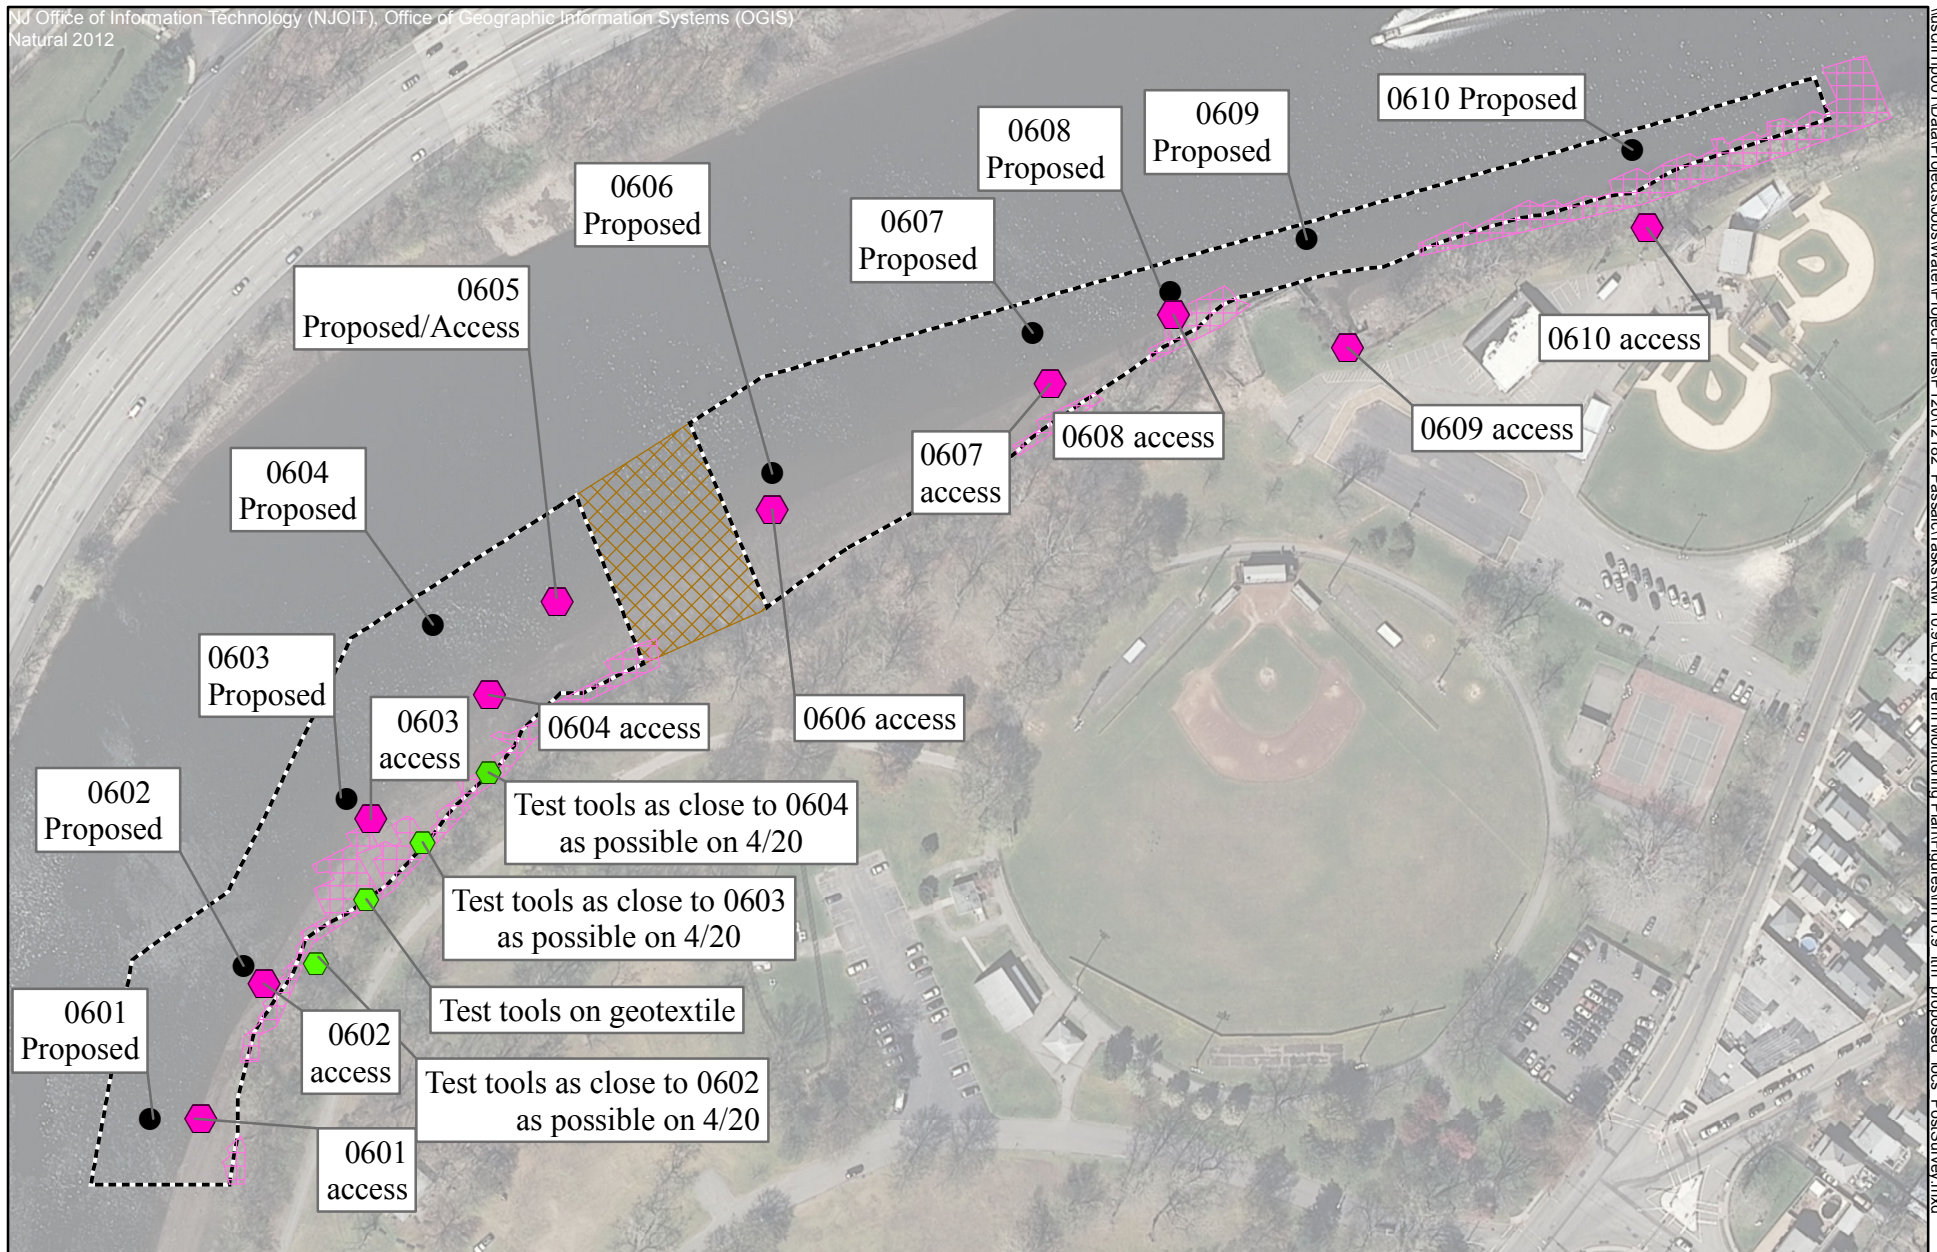 NJ Office of Information Technology (NJOIT), Office of Geographic Information Systems (OGIS)
Natural 2012
0610 Proposed
0609
Proposed
0608
Proposed
0606
Proposed
0607
Proposed
0605
Proposed/Access
0610 access
0609 access
0608 access
0607
access
0604
Proposed
0603
Proposed
0603
access
0604 access
0606 access
0602
Proposed
Test tools as close to 0604
as possible on 4/20
Test tools as close to 0603
as possible on 4/20
Test tools on geotextile
0601
Proposed
0602
access
Test tools as close to 0602
as possible on 4/20
0601
access